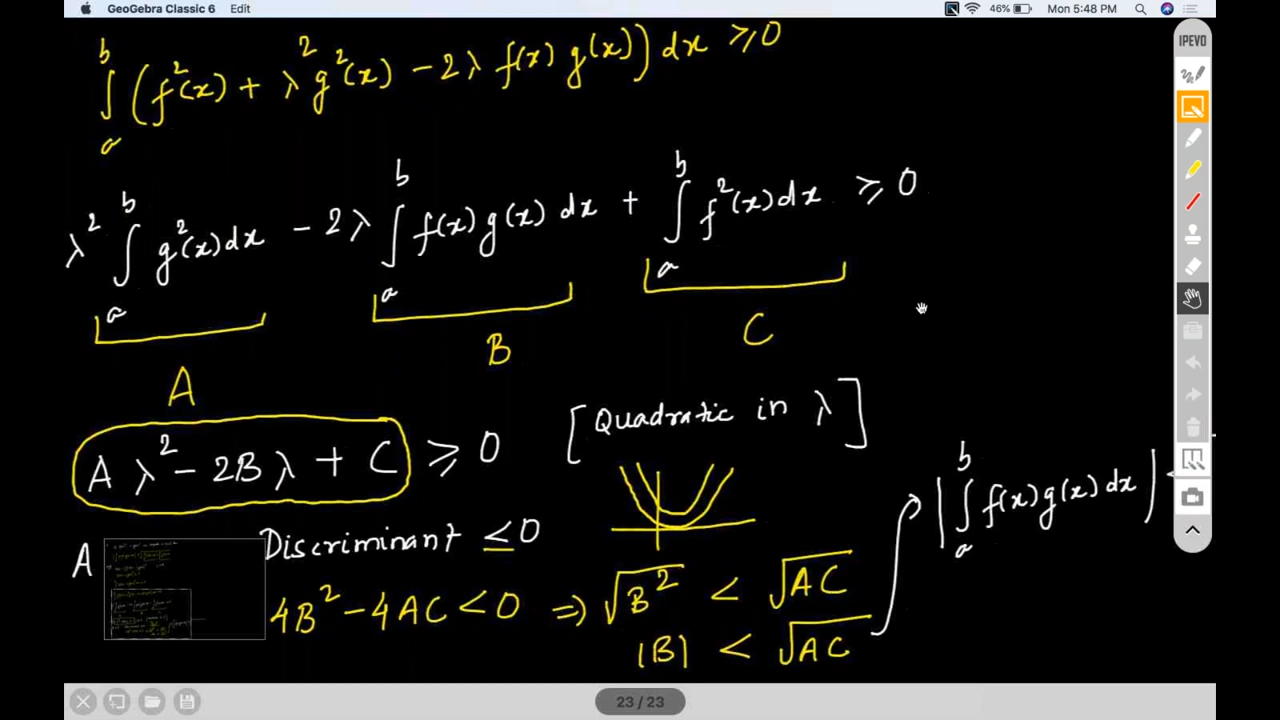 GeoGebra Classic 6 Edit 46% Mon 5:48 PM
IPEVO
∫ₐᵇ (f²(x) + λ²g²(x) - 2λ f(x) g(x)) dx ≥ 0
λ² ∫ₐᵇ g²(x)dx - 2λ ∫ₐᵇ f(x)g(x) dx + ∫ₐᵇ f²(x)dx ≥ 0
A B C
Aλ² - 2Bλ + C ≥ 0 [Quadratic in λ]
A Discriminant ≤ 0
4B² - 4AC < 0 ⇒ √B² < √AC
|B| < √AC
|∫ₐᵇ f(x)g(x)dx| <
23 / 23